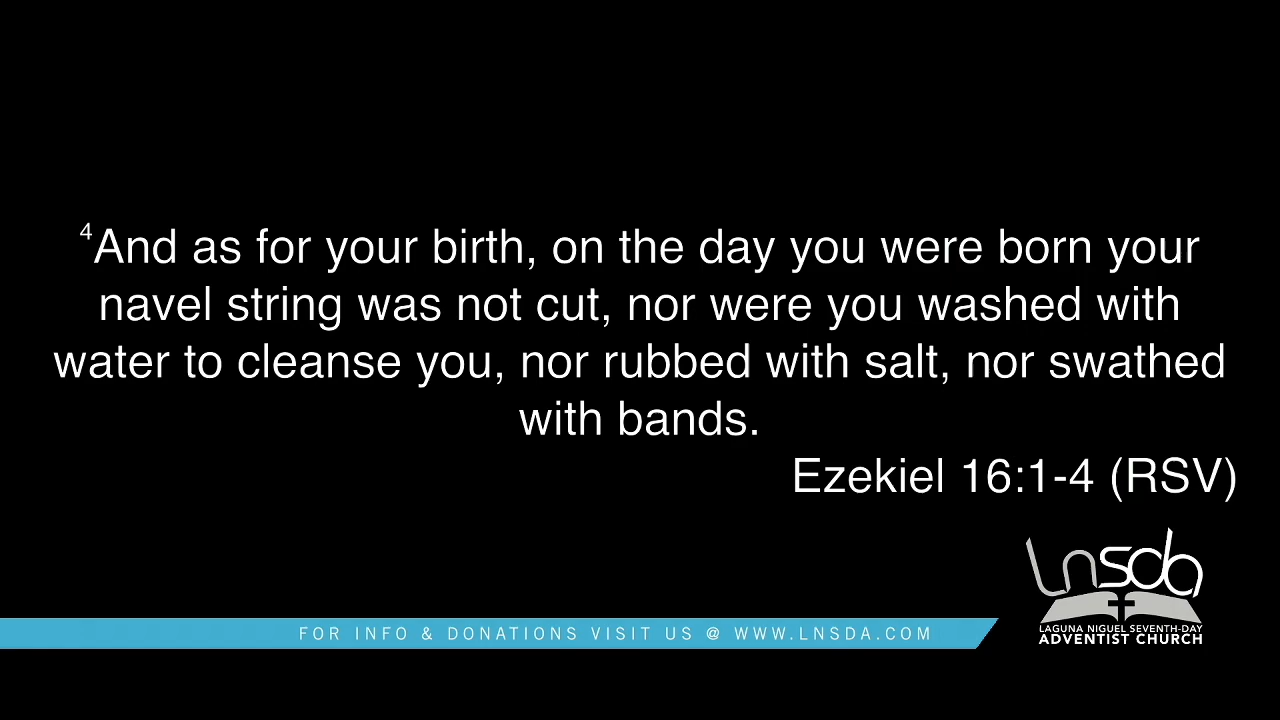 ⁴And as for your birth, on the day you were born your
navel string was not cut, nor were you washed with
water to cleanse you, nor rubbed with salt, nor swathed
with bands.
Ezekiel 16:1-4 (RSV)
Lnsda
LAGUNA NIGUEL SEVENTH-DAY
ADVENTIST CHURCH
FOR INFO & DONATIONS VISIT US @ WWW.LNSDA.COM